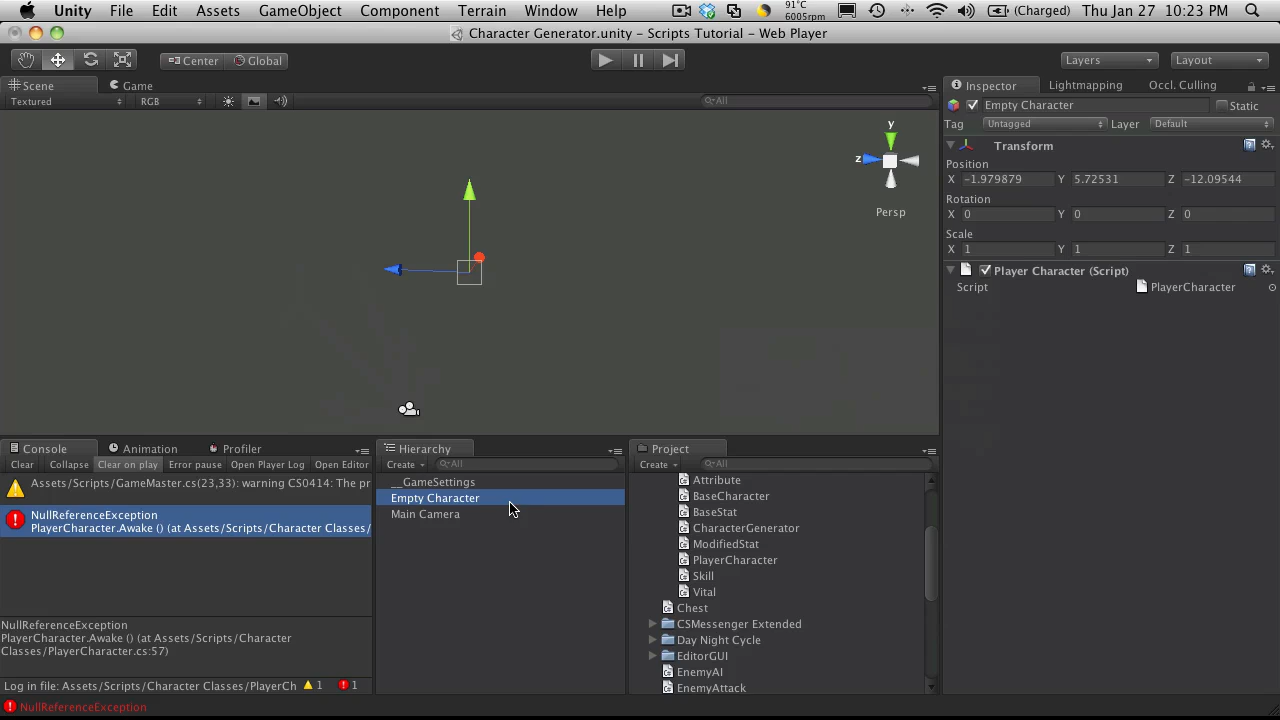 Unity File Edit Assets GameObject Component Terrain Window Help 91°C 6005rpm (Charged) Thu Jan 27 10:23 PM
Character Generator.unity – Scripts Tutorial – Web Player
Center Global Layers Layout
Scene Game
Textured RGB All
y
z
Persp
Inspector Lightmapping Occl. Culling
Empty Character Static
Tag Untagged Layer Default
Transform
Position
X -1.979879 Y 5.72531 Z -12.09544
Rotation
X 0 Y 0 Z 0
Scale
X 1 Y 1 Z 1
Player Character (Script)
Script PlayerCharacter
Console Animation Profiler
Clear Collapse Clear on play Error pause Open Player Log Open Editor
Assets/Scripts/GameMaster.cs(23,33): warning CS0414: The pr
NullReferenceException
PlayerCharacter.Awake () (at Assets/Scripts/Character Classes/
NullReferenceException
PlayerCharacter.Awake () (at Assets/Scripts/Character
Classes/PlayerCharacter.cs:57)
Log in file: Assets/Scripts/Character Classes/PlayerCh 1 1
NullReferenceException
Hierarchy
Create All
__GameSettings
Empty Character
Main Camera
Project
Create All
Attribute
BaseCharacter
BaseStat
CharacterGenerator
ModifiedStat
PlayerCharacter
Skill
Vital
Chest
CSMessenger Extended
Day Night Cycle
EditorGUI
EnemyAI
EnemyAttack